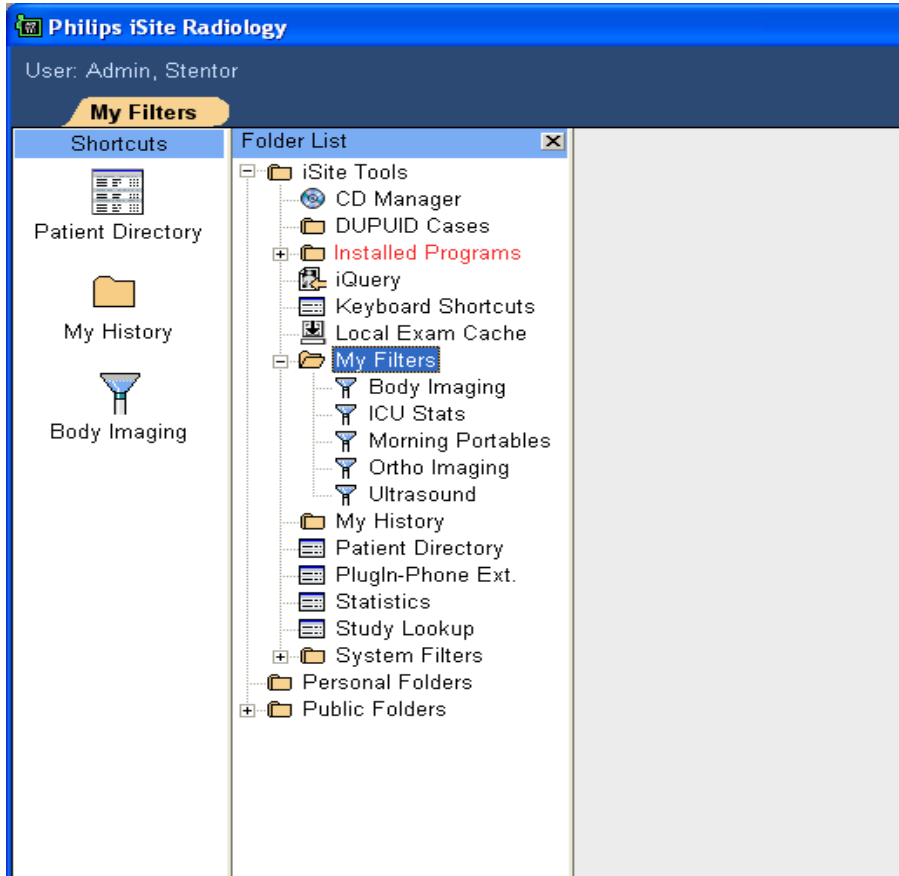 Philips iSite Radiology
User: Admin, Stentor
My Filters
Shortcuts
Patient Directory
My History
Body Imaging
Folder List
iSite Tools
CD Manager
DUPUID Cases
Installed Programs
iQuery
Keyboard Shortcuts
Local Exam Cache
My Filters
Body Imaging
ICU Stats
Morning Portables
Ortho Imaging
Ultrasound
My History
Patient Directory
PlugIn-Phone Ext.
Statistics
Study Lookup
System Filters
Personal Folders
Public Folders